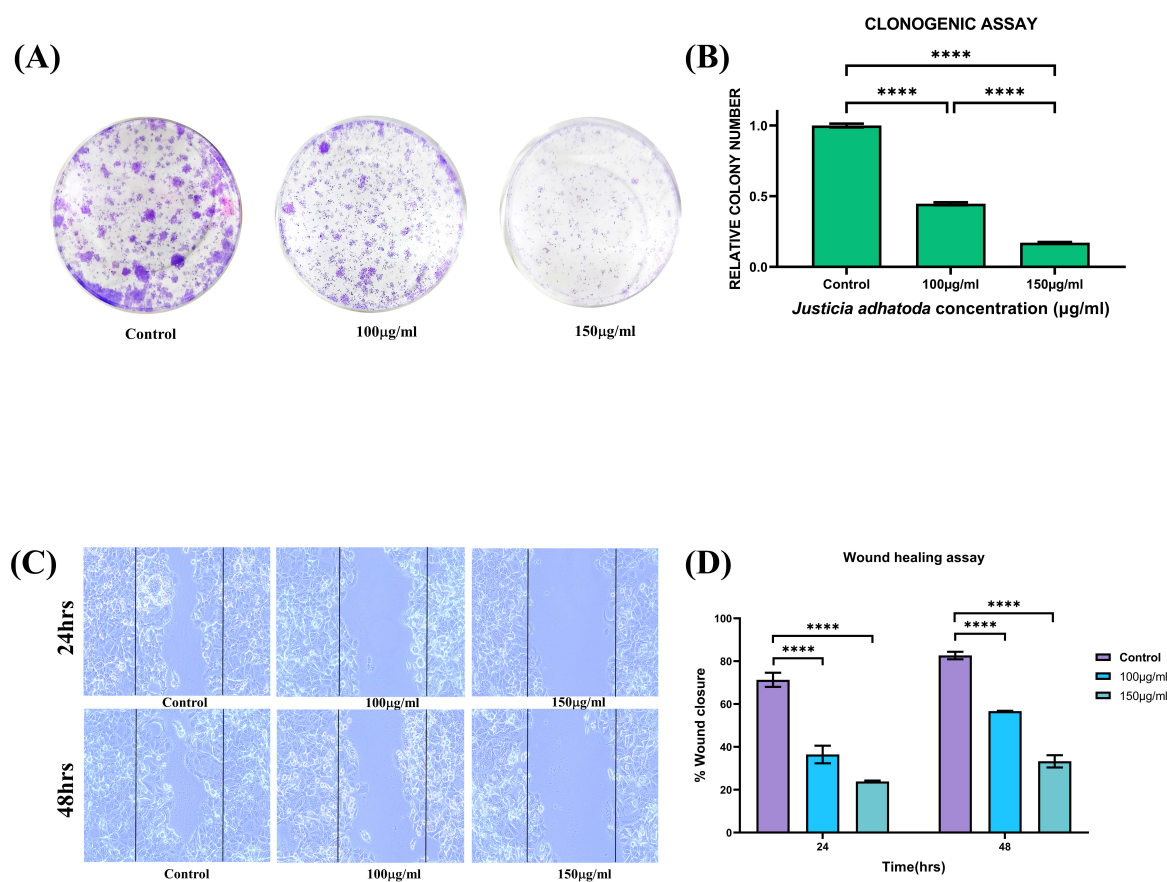 (A)
Control
100μg/ml
150μg/ml
(B)
CLONOGENIC ASSAY
****
**** ****
RELATIVE COLONY NUMBER
1.0
0.5
0.0
Control 100μg/ml 150μg/ml
Justicia adhatoda concentration (μg/ml)
(C)
24hrs
Control 100μg/ml 150μg/ml
48hrs
Control 100μg/ml 150μg/ml
(D)
Wound healing assay
% Wound closure
100
80
60
40
20
0
****
****
****
****
24 48
Time(hrs)
Control
100μg/ml
150μg/ml